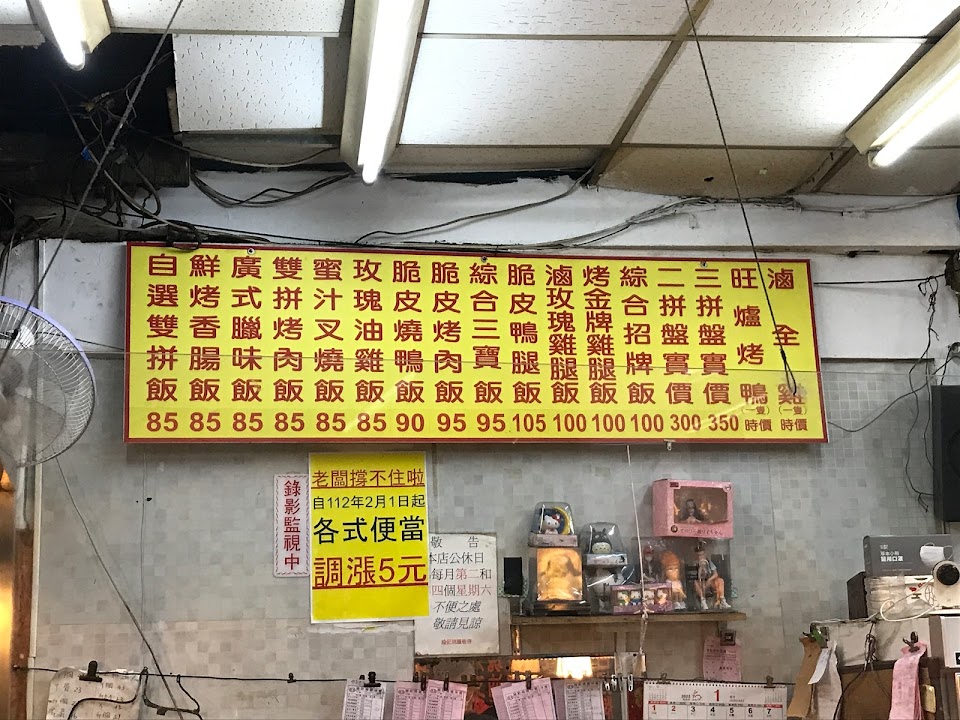 自選雙拼飯 85
鮮烤香腸飯 85
廣式臘味飯 85
雙拼烤肉飯 85
蜜汁叉燒飯 85
玫瑰油雞飯 85
脆皮燒鴨飯 90
脆皮烤肉飯 95
綜合三寶飯 95
脆皮鴨腿飯 105
滷玫瑰雞腿飯 100
烤金牌雞腿飯 100
綜合招牌飯 100
二拼盤實價 300
三拼盤實價 350
旺爐烤鴨(一隻) 時價
滷全雞(一隻) 時價
錄影監視中
老闆撐不住啦
自112年2月1日起
各式便當
調漲5元
敬 告
本店公休日
每月第二和
四個星期六
不便之處
敬請見諒
1
1 2 3 4 5 6 7